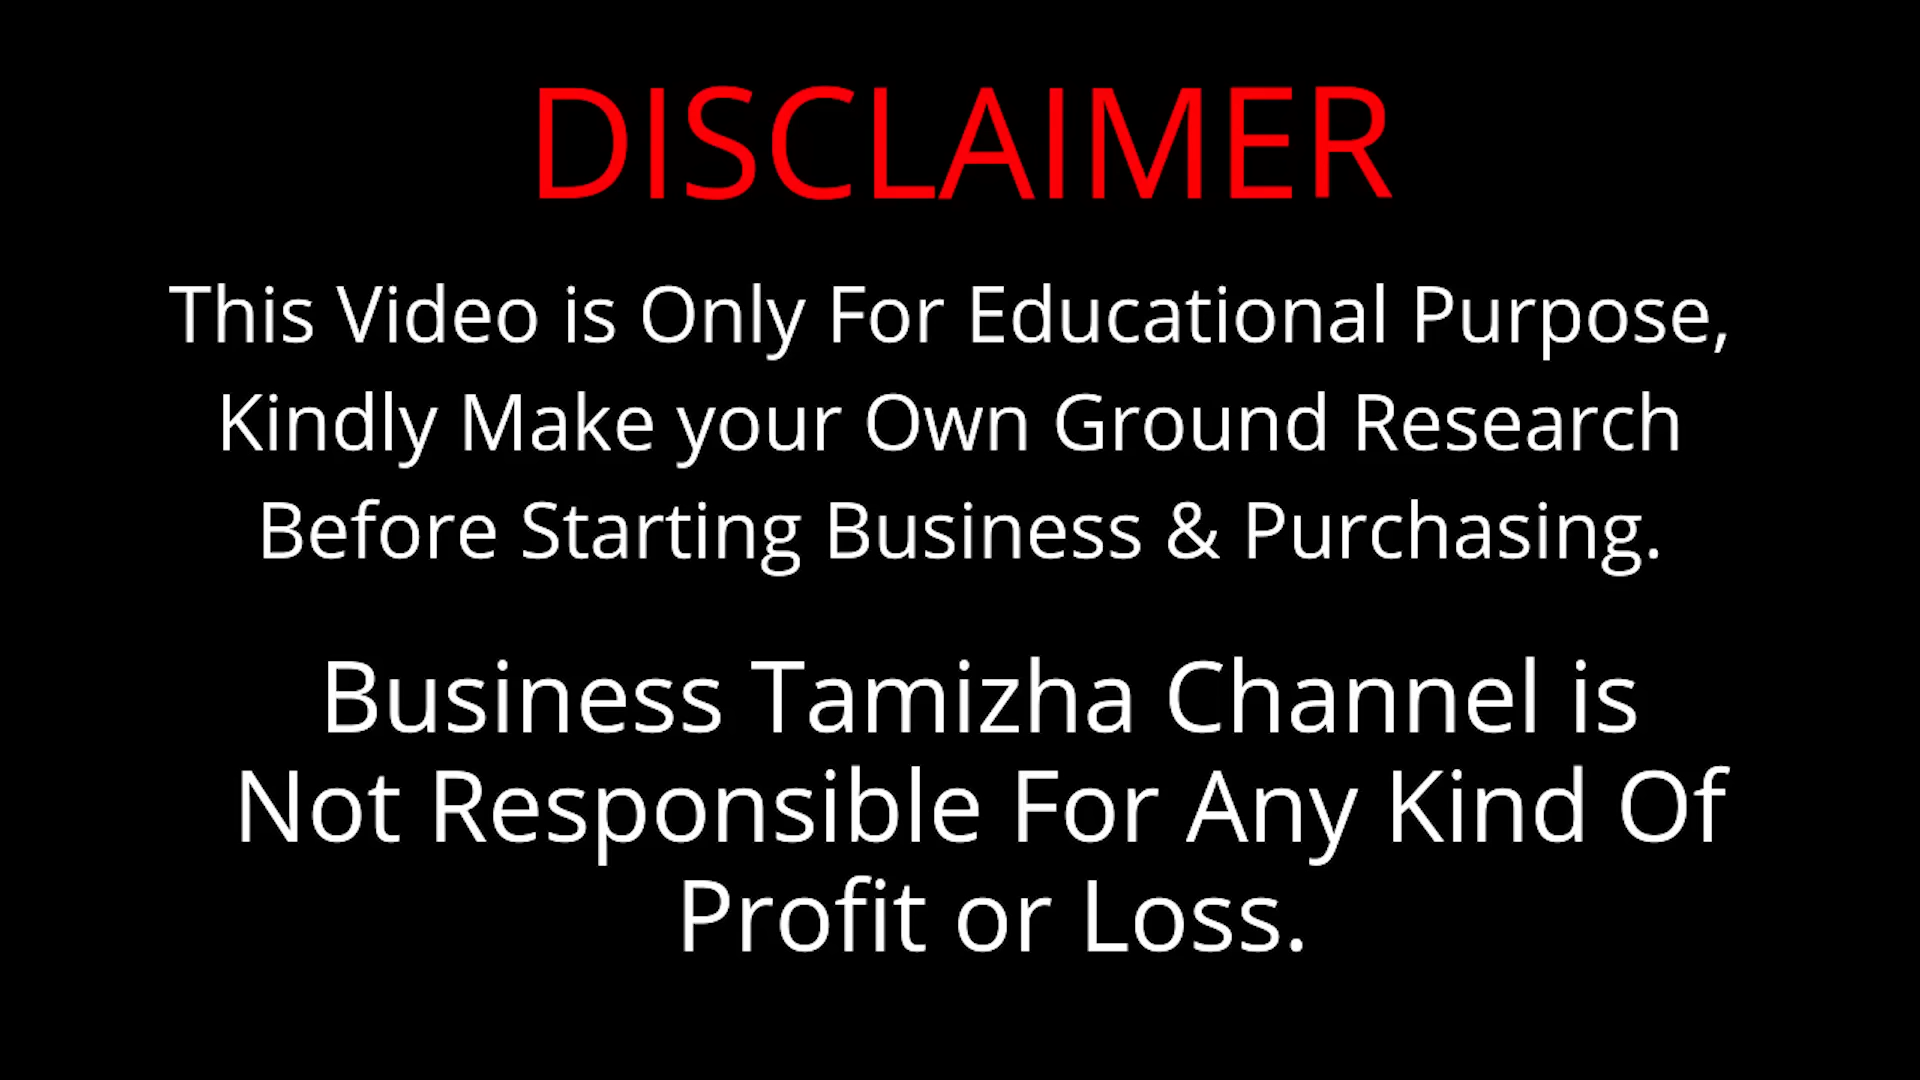 DISCLAIMER
This Video is Only For Educational Purpose,
Kindly Make your Own Ground Research
Before Starting Business & Purchasing.
Business Tamizha Channel is
Not Responsible For Any Kind Of
Profit or Loss.